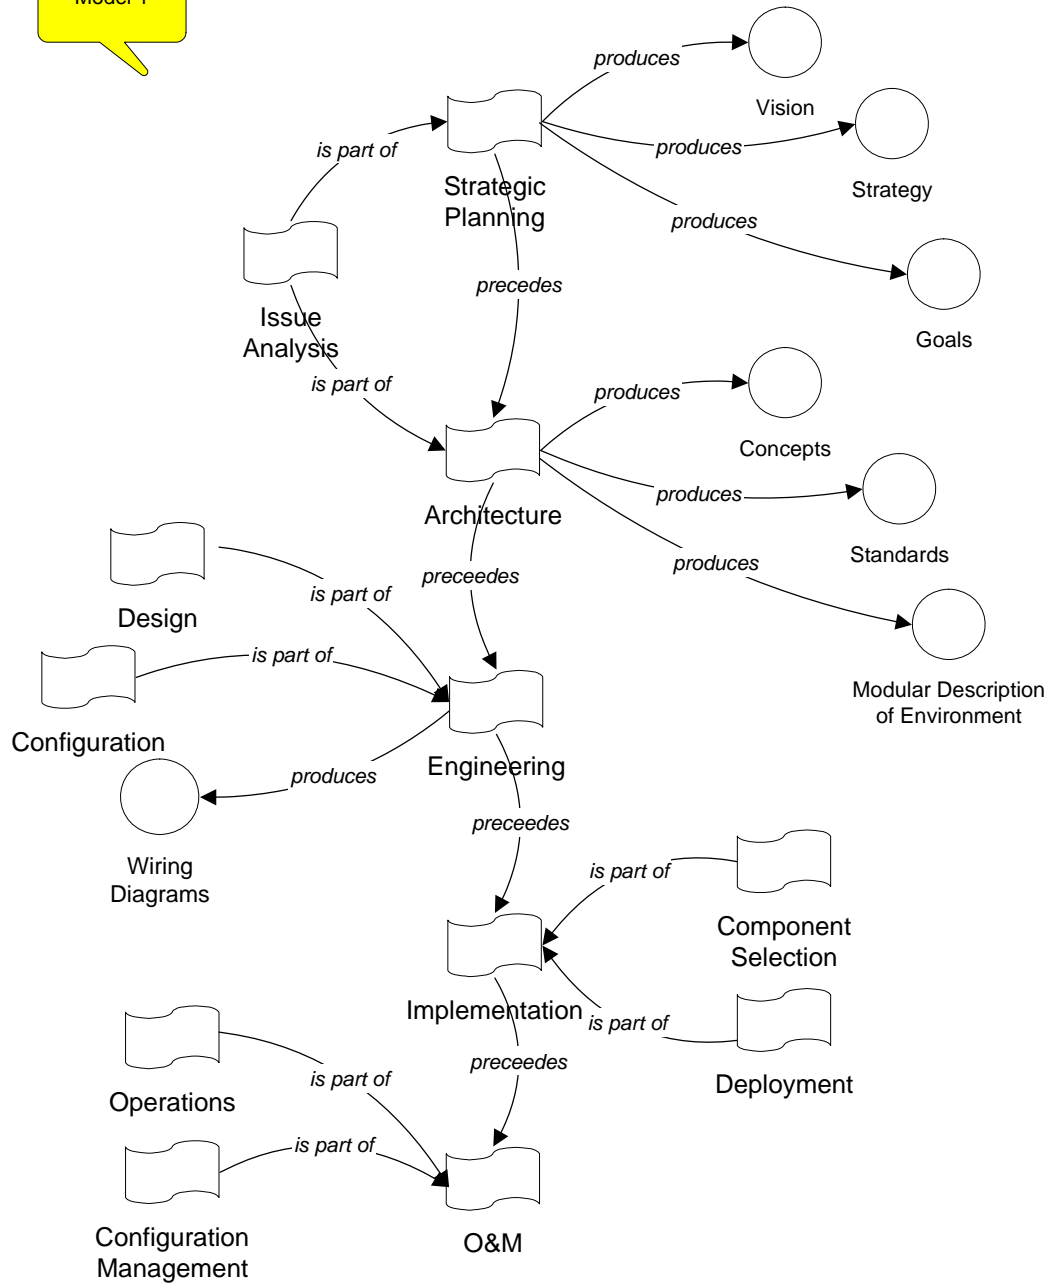 Model 1
produces
Vision
is part of
produces
Strategy
Strategic
Planning
produces
precedes
Goals
Issue
Analysis
is part of
produces
Concepts
produces
Standards
Architecture
produces
Modular Description
of Environment
preceedes
Design
is part of
is part of
Configuration
produces
Engineering
Wiring
Diagrams
preceedes
is part of
Component
Selection
Implementation
is part of
Deployment
preceedes
Operations
is part of
is part of
Configuration
Management
O&M